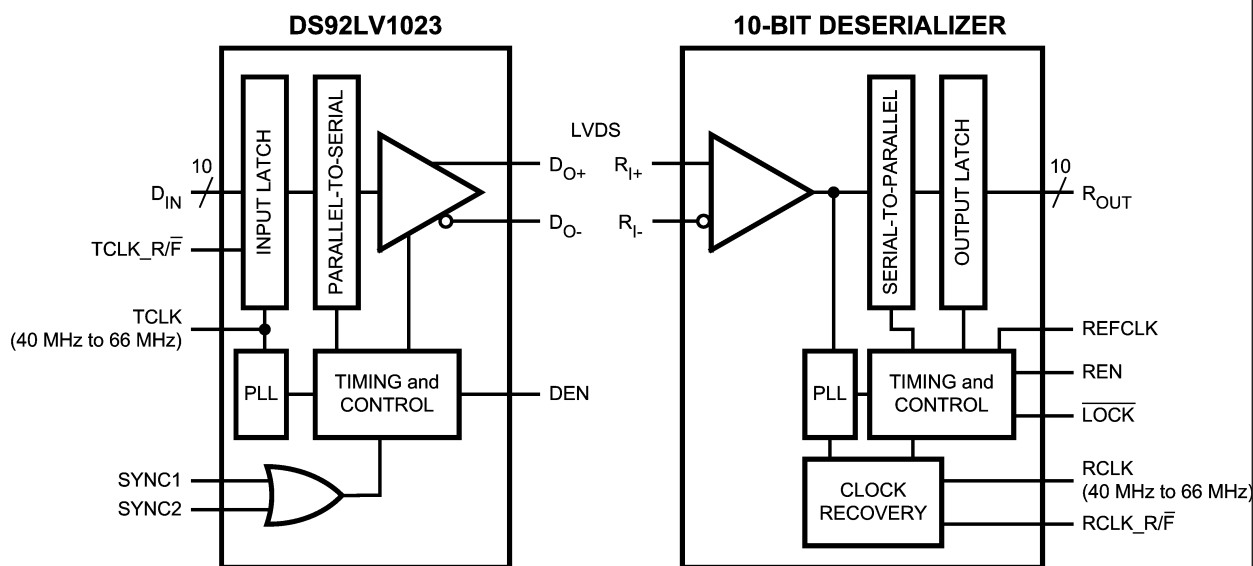 DS92LV1023
10-BIT DESERIALIZER
10
D_IN
TCLK_R/F̅
TCLK
(40 MHz to 66 MHz)
INPUT LATCH
PARALLEL-TO-SERIAL
PLL
TIMING and
CONTROL
SYNC1
SYNC2
LVDS
D_O+
D_O-
DEN
R_I+
R_I-
SERIAL-TO-PARALLEL
OUTPUT LATCH
PLL
TIMING and
CONTROL
CLOCK
RECOVERY
10
R_OUT
REFCLK
REN
L̅O̅C̅K̅
RCLK
(40 MHz to 66 MHz)
RCLK_R/F̅